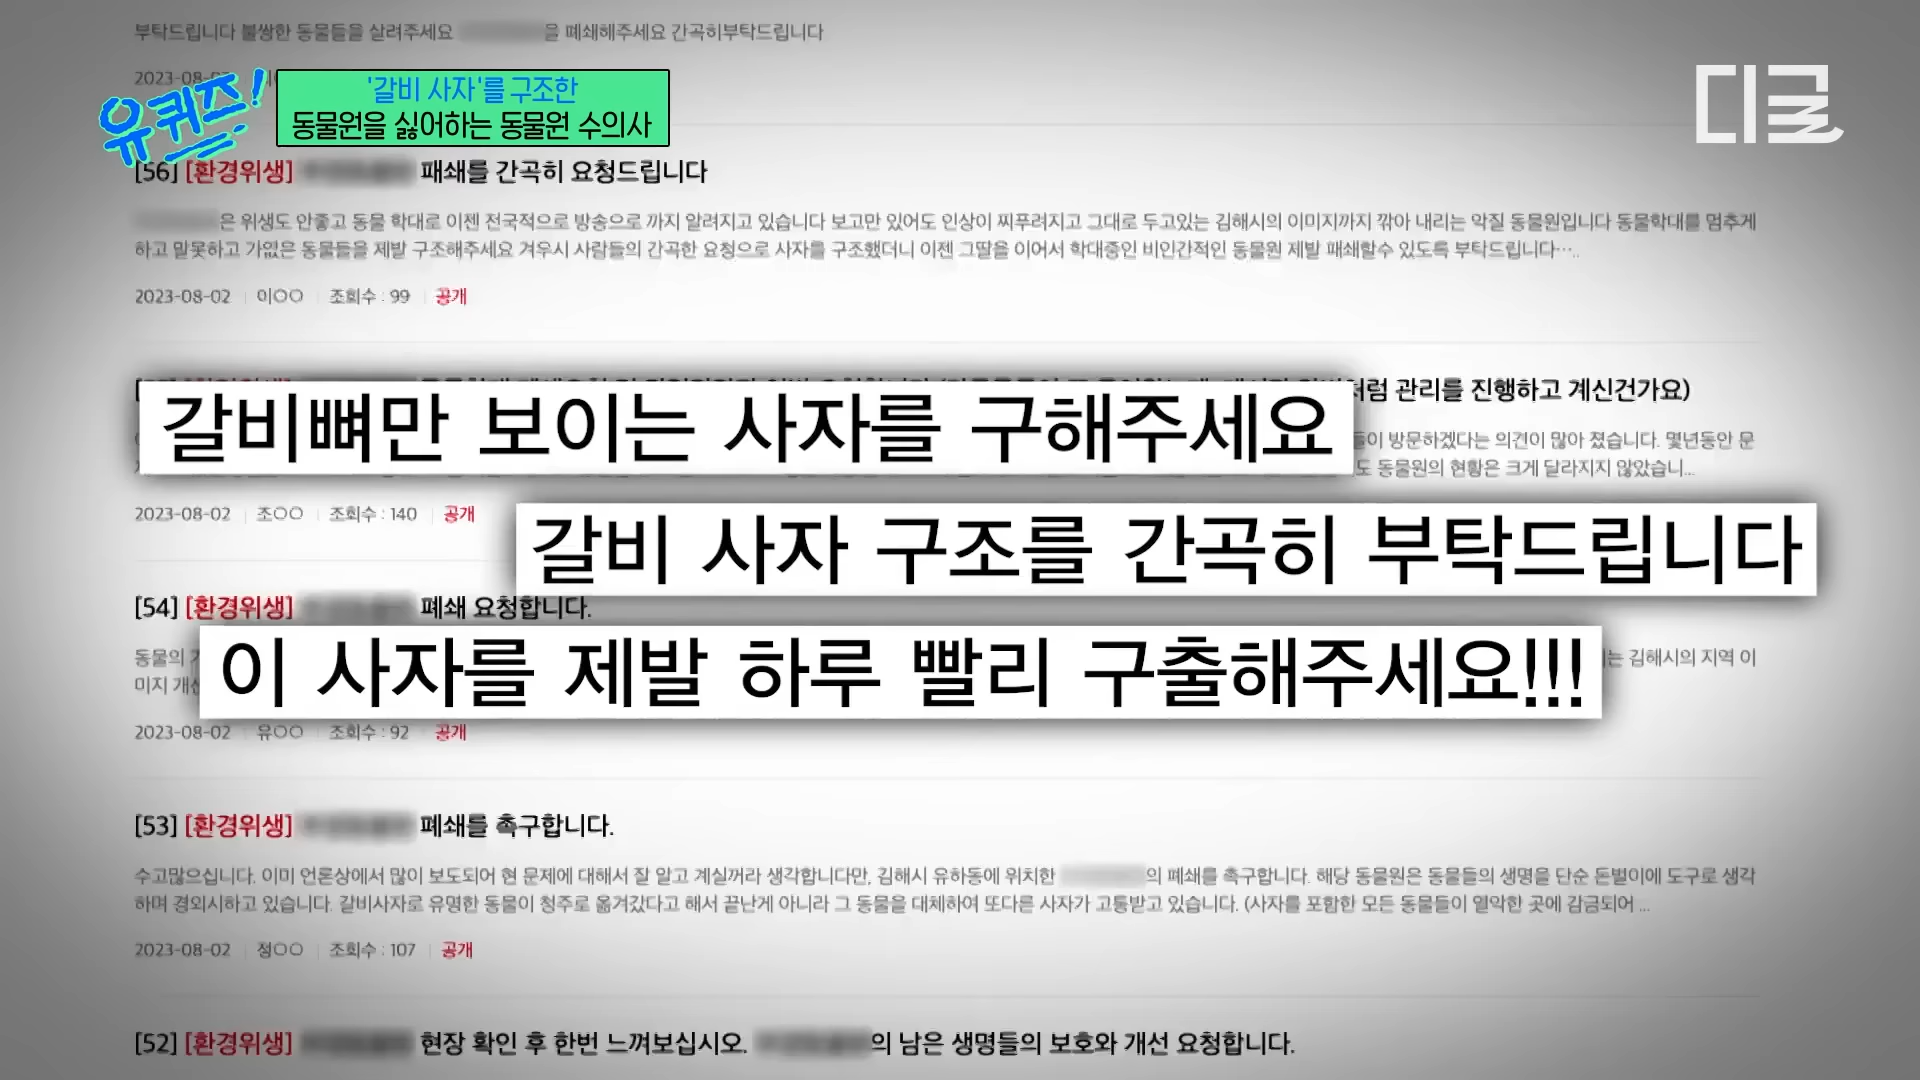 부탁드립니다 불쌍한 동물들을 살려주세요 을 폐쇄해주세요 간곡히부탁드립니다
2023-08-
유퀴즈!
'갈비 사자'를 구조한
동물원을 싫어하는 동물원 수의사
디글
[56] [환경위생] 패쇄를 간곡히 요청드립니다
은 위생도 안좋고 동물 학대로 이젠 전국적으로 방송으로 까지 알려지고 있습니다 보고만 있어도 인상이 찌푸려지고 그대로 두고있는 김해시의 이미지까지 깎아 내리는 악질 동물원입니다 동물학대를 멈추게
하고 말못하고 가엾은 동물들을 제발 구조해주세요 겨우시 사람들의 간곡한 요청으로 사자를 구조했더니 이젠 그딸을 이어서 학대중인 비인간적인 동물원 제발 패쇄할수 있도록 부탁드립니다….
2023-08-02 이○○ 조회수 : 99 공개
처럼 관리를 진행하고 계신건가요)
갈비뼈만 보이는 사자를 구해주세요
들이 방문하겠다는 의견이 많아 졌습니다. 몇년동안 문
도 동물원의 현황은 크게 달라지지 않았습니...
2023-08-02 조○○ 조회수 : 140 공개
갈비 사자 구조를 간곡히 부탁드립니다
[54] [환경위생] 폐쇄 요청합니다.
동물의 는 김해시의 지역 이
이 사자를 제발 하루 빨리 구출해주세요!!!
미지 개선
2023-08-02 유○○ 조회수 : 92 공개
[53] [환경위생] 폐쇄를 촉구합니다.
수고많으십니다. 이미 언론상에서 많이 보도되어 현 문제에 대해서 잘 알고 계실꺼라 생각합니다만, 김해시 유하동에 위치한 의 폐쇄를 촉구합니다. 해당 동물원은 동물들의 생명을 단순 돈벌이에 도구로 생각
하며 경외시하고 있습니다. 갈비사자로 유명한 동물이 청주로 옮겨갔다고 해서 끝난게 아니라 그 동물을 대체하여 또다른 사자가 고통받고 있습니다. (사자를 포함한 모든 동물들이 열악한 곳에 감금되어 ...
2023-08-02 정○○ 조회수 : 107 공개
[52] [환경위생] 현장 확인 후 한번 느껴보십시오. 의 남은 생명들의 보호와 개선 요청합니다.